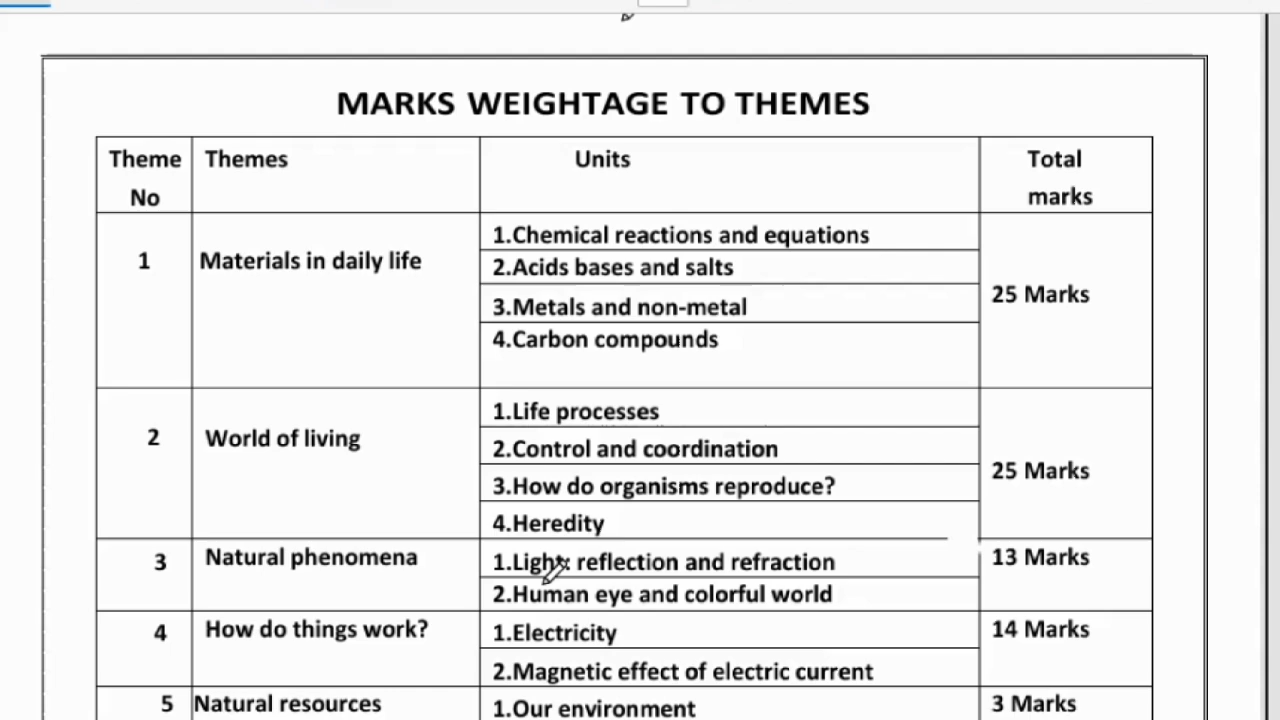 MARKS WEIGHTAGE TO THEMES
Theme No Themes Units Total marks
1 Materials in daily life 1.Chemical reactions and equations 25 Marks
2.Acids bases and salts
3.Metals and non-metal
4.Carbon compounds
2 World of living 1.Life processes 25 Marks
2.Control and coordination
3.How do organisms reproduce?
4.Heredity
3 Natural phenomena 1.Light: reflection and refraction 13 Marks
2.Human eye and colorful world
4 How do things work? 1.Electricity 14 Marks
2.Magnetic effect of electric current
5 Natural resources 1.Our environment 3 Marks